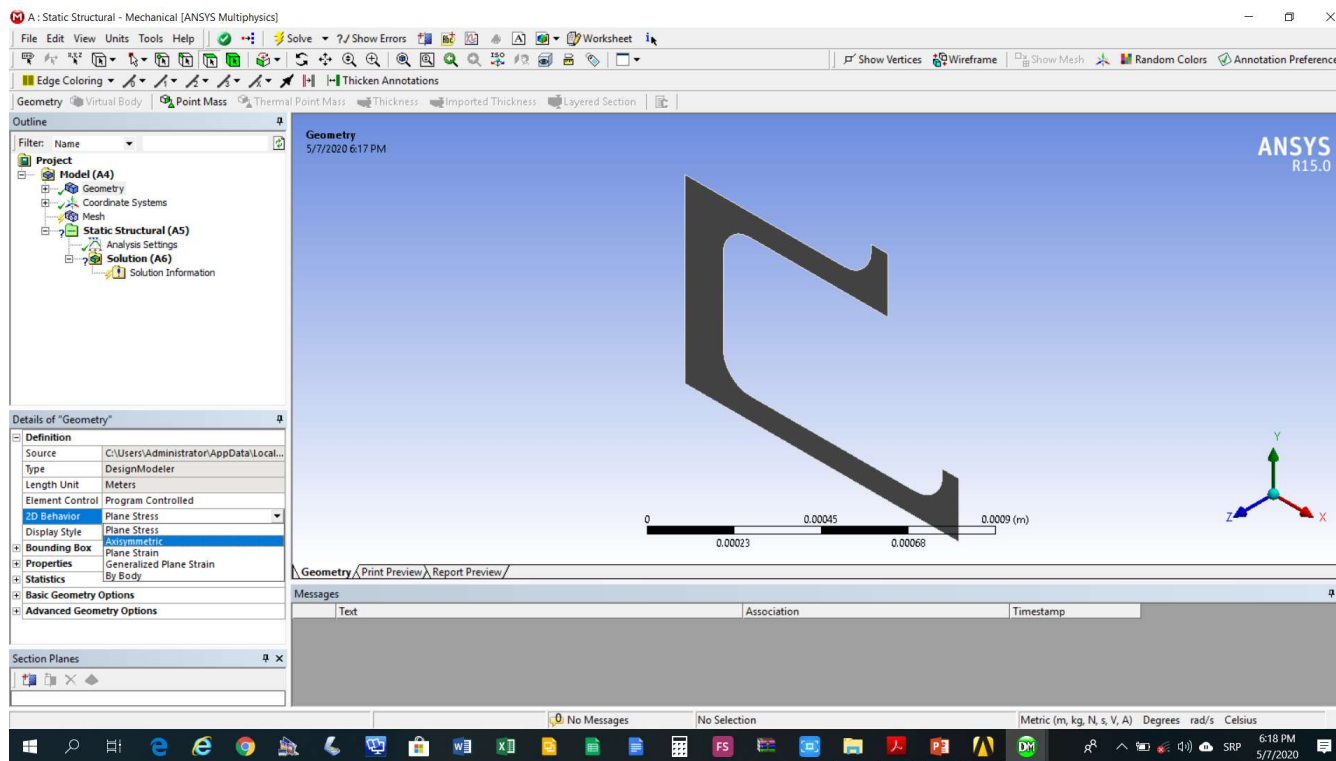 A : Static Structural - Mechanical [ANSYS Multiphysics]
File Edit View Units Tools Help Solve ?/ Show Errors Worksheet
Show Vertices Wireframe Show Mesh Random Colors Annotation Preference
Edge Coloring Thicken Annotations
Geometry Virtual Body Point Mass Thermal Point Mass Thickness Imported Thickness Layered Section
Outline
Filter: Name
Project
Model (A4)
Geometry
Coordinate Systems
Mesh
Static Structural (A5)
Analysis Settings
Solution (A6)
Solution Information
Geometry
5/7/2020 6:17 PM
ANSYS
R15.0
Details of "Geometry"
Definition
Source C:\Users\Administrator\AppData\Local...
Type DesignModeler
Length Unit Meters
Element Control Program Controlled
2D Behavior Plane Stress
Display Style Plane Stress
Axisymmetric
Bounding Box Plane Strain
Properties Generalized Plane Strain
Statistics By Body
Basic Geometry Options
Advanced Geometry Options
0 0.00045 0.0009 (m)
0.00023 0.00068
Y
Z X
Geometry Print Preview Report Preview
Messages
Text Association Timestamp
Section Planes
0 No Messages No Selection Metric (m, kg, N, s, V, A) Degrees rad/s Celsius
SRP 6:18 PM
5/7/2020